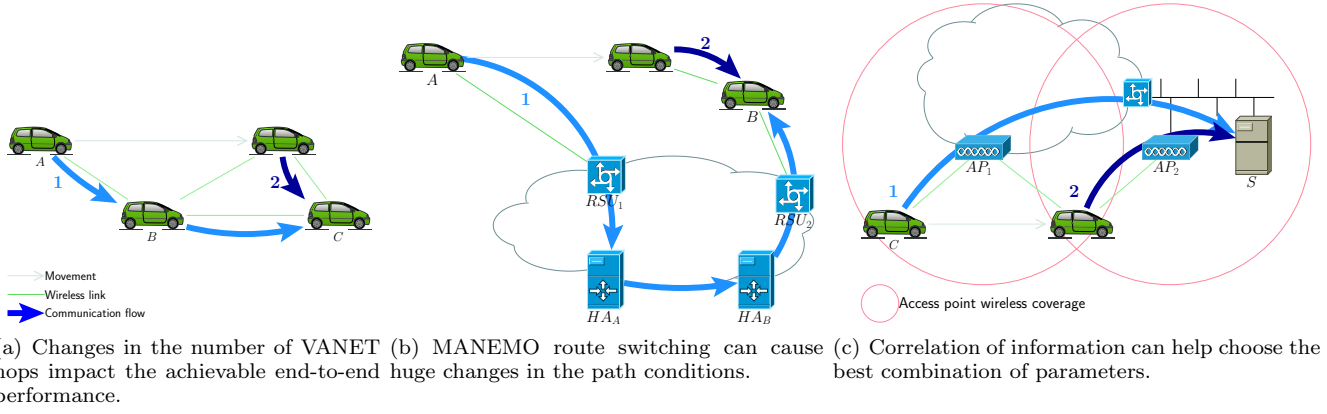 A
1
2
B
C
Movement
Wireless link
Communication flow
(a) Changes in the number of VANET
hops impact the achievable end-to-end
performance.
A
1
2
B
RSU1
RSU2
HAA
HAB
(b) MANEMO route switching can cause
huge changes in the path conditions.
AP1
AP2
S
1
2
C
Access point wireless coverage
(c) Correlation of information can help choose the
best combination of parameters.